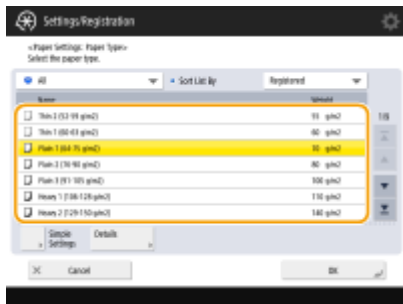 Settings/Registration
<Paper Settings: Paper Type>
Select the paper type.
All
Sort List By
Registered
Name
Weight
Thin 2 (52-59 g/m2)
55 g/m2
Thin 1 (60-63 g/m2)
60 g/m2
Plain 1 (64-75 g/m2)
70 g/m2
Plain 2 (76-90 g/m2)
80 g/m2
Plain 3 (91-105 g/m2)
100 g/m2
Heavy 1 (106-128 g/m2)
110 g/m2
Heavy 2 (129-150 g/m2)
140 g/m2
Simple
Settings
Details
Cancel
OK